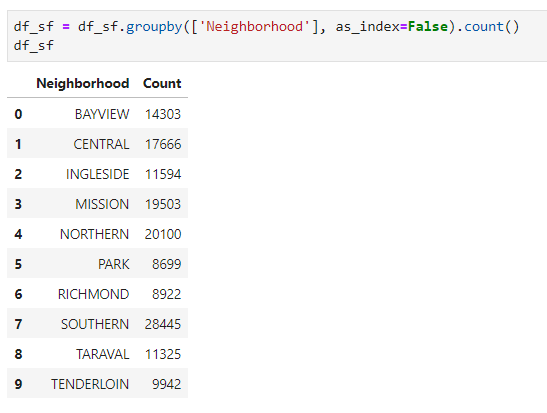 df_sf = df_sf.groupby(['Neighborhood'], as_index=False).count()
df_sf
Neighborhood Count
0 BAYVIEW 14303
1 CENTRAL 17666
2 INGLESIDE 11594
3 MISSION 19503
4 NORTHERN 20100
5 PARK 8699
6 RICHMOND 8922
7 SOUTHERN 28445
8 TARAVAL 11325
9 TENDERLOIN 9942